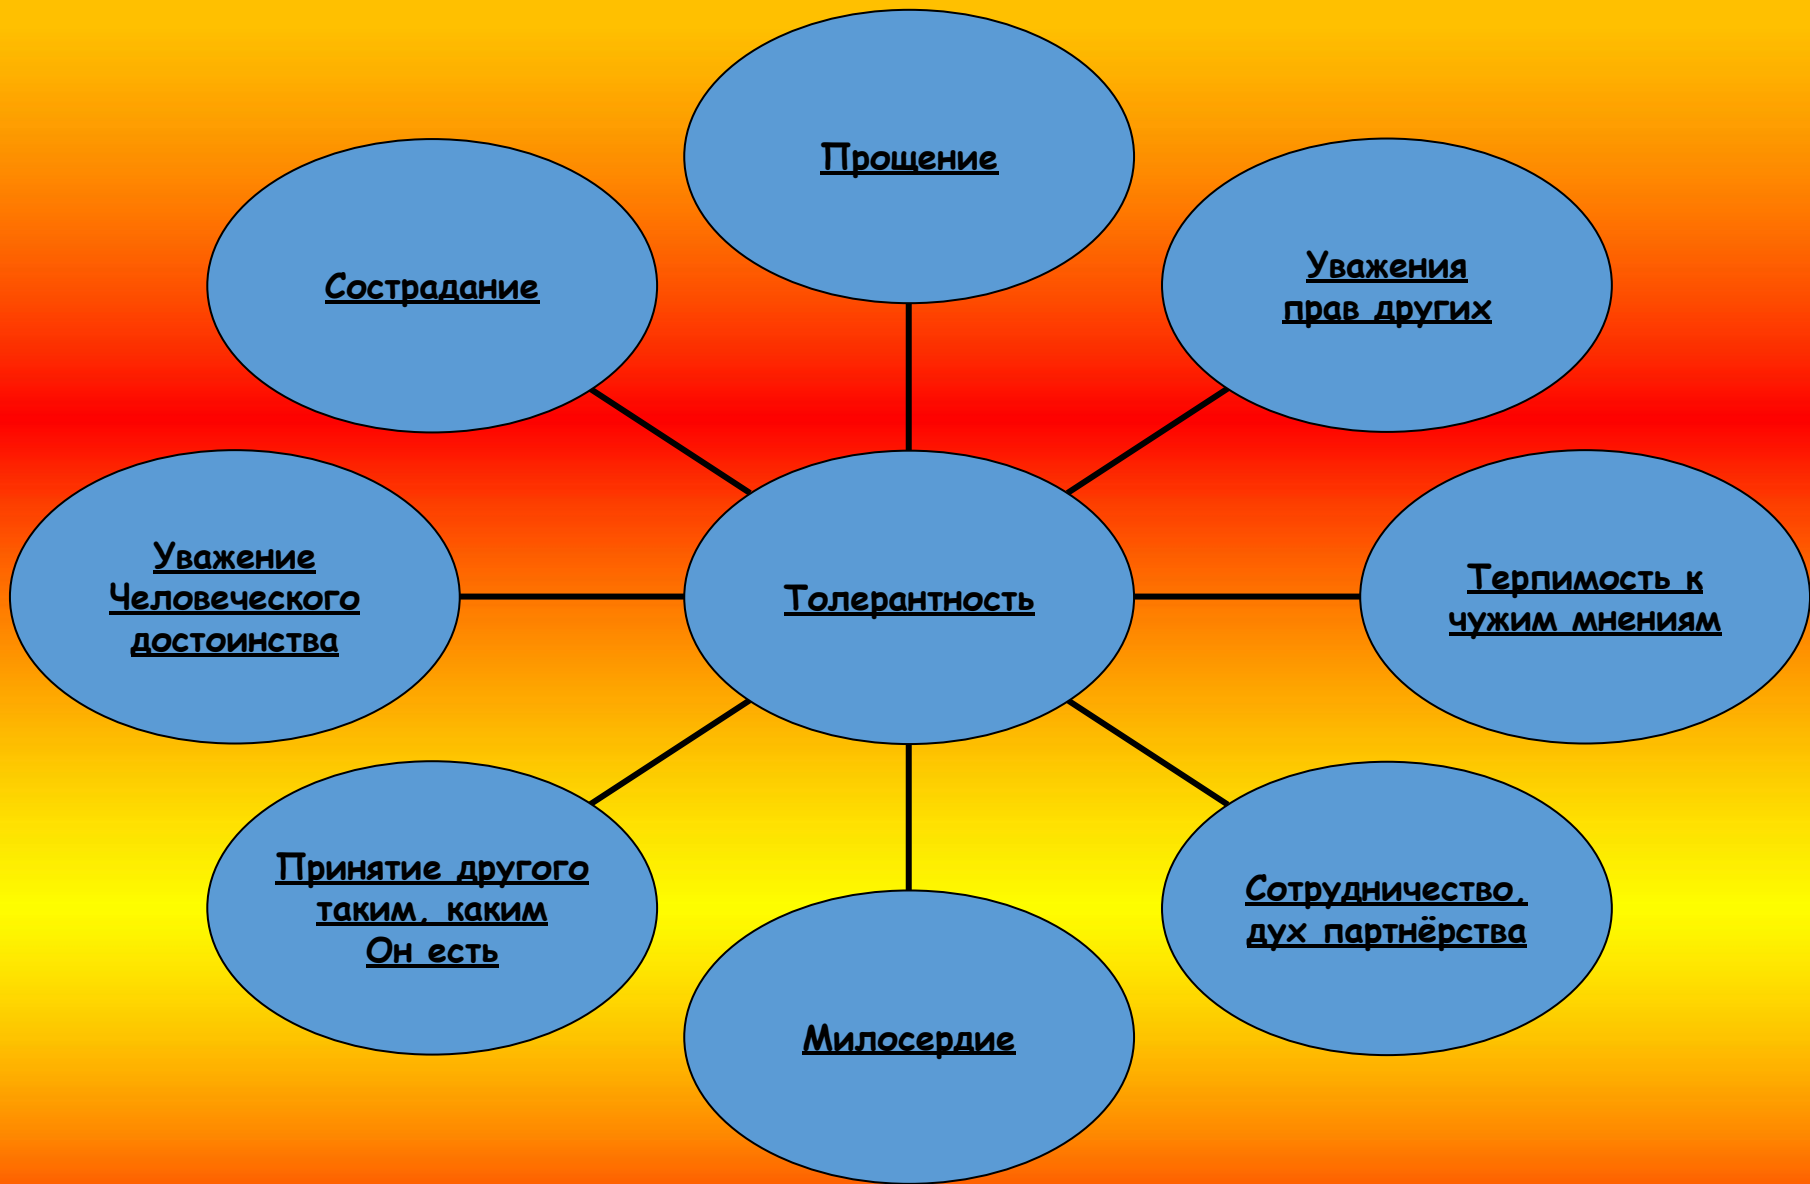 Прощение
Сострадание
Уважения
прав других
Уважение
Человеческого
достоинства
Толерантность
Терпимость к
чужим мнениям
Принятие другого
таким, каким
Он есть
Сотрудничество,
дух партнёрства
Милосердие